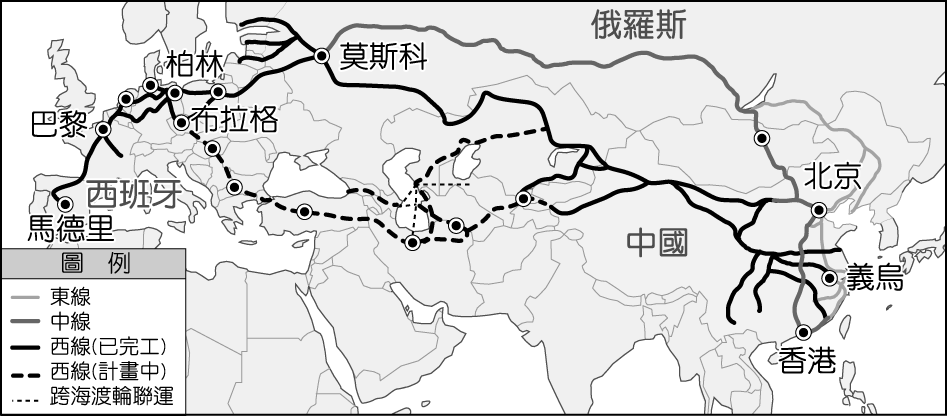 俄羅斯
莫斯科
柏林
布拉格
巴黎
西班牙
馬德里
北京
中國
義烏
香港
圖 例
東線
中線
西線(已完工)
西線(計畫中)
跨海渡輪聯運